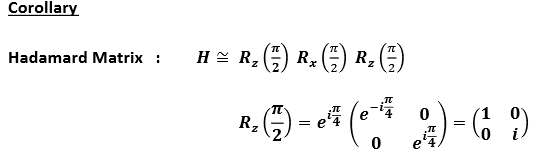 Corollary
Hadamard Matrix : H ≅ R_z(π/2) R_x(π/2) R_z(π/2)
R_z(π/2) = e^{iπ/4} (e^{-iπ/4} 0; 0 e^{iπ/4}) = (1 0; 0 i)